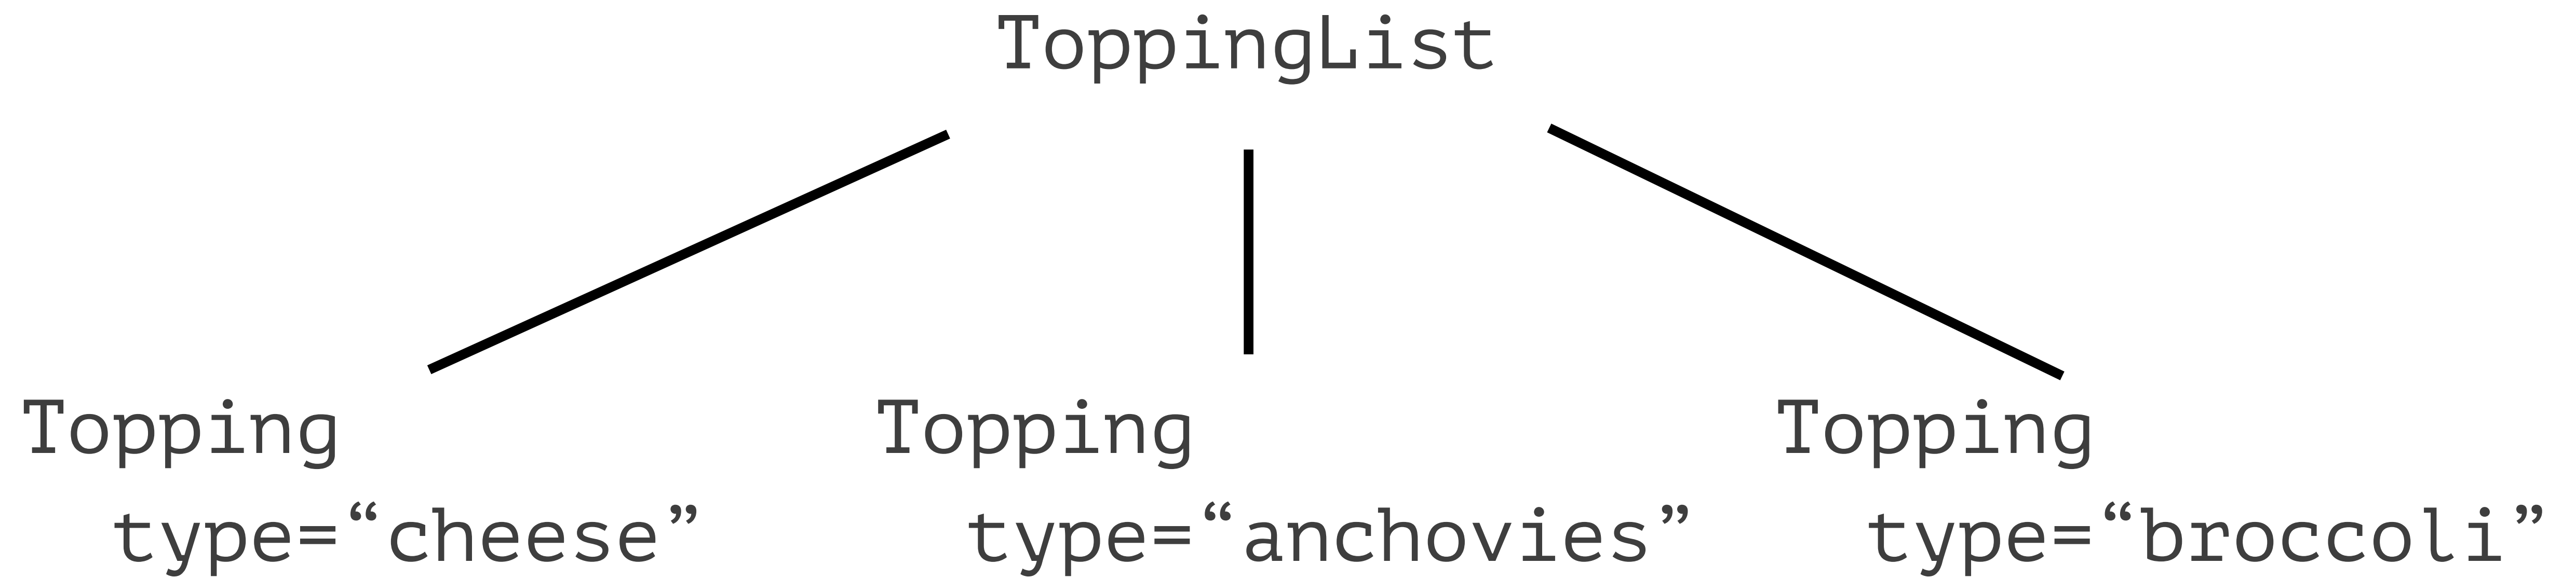 ToppingList
Topping
type=“cheese”
Topping
type=“anchovies”
Topping
type=“broccoli”